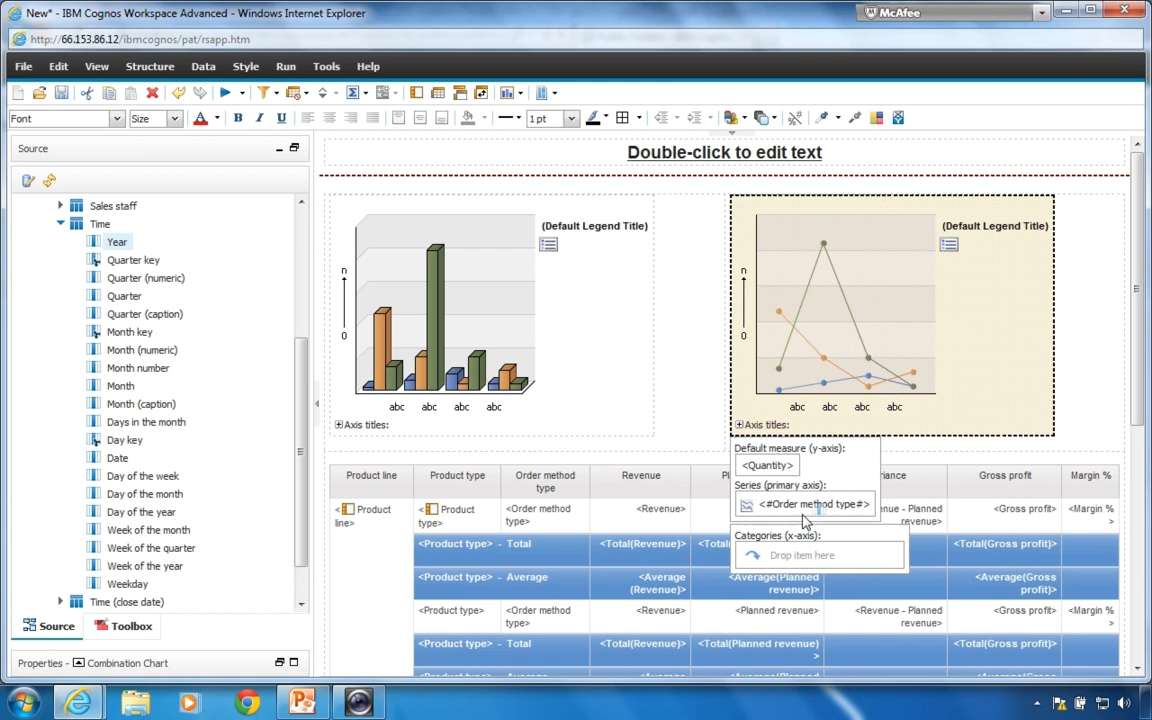 New* - IBM Cognos Workspace Advanced - Windows Internet Explorer
McAfee
http://66.153.86.12/ibmcognos/pat/rsapp.htm
File Edit View Structure Data Style Run Tools Help
Font Size A B I U 1 pt
Source
Sales staff
Time
Year
Quarter key
Quarter (numeric)
Quarter
Quarter (caption)
Month key
Month (numeric)
Month number
Month
Month (caption)
Days in the month
Day key
Date
Day of the week
Day of the month
Day of the year
Week of the month
Week of the quarter
Week of the year
Weekday
Time (close date)
Source Toolbox
Properties - Combination Chart
Double-click to edit text
(Default Legend Title)
n
0
abc abc abc abc
Axis titles:
(Default Legend Title)
n
0
abc abc abc abc
Axis titles:
Default measure (y-axis):
<Quantity>
Series (primary axis):
<#Order method type#>
Categories (x-axis):
Drop item here
Product line Product type Order method type Revenue Gross profit Margin %
<Product line> <Product type> <Order method type> <Revenue> <Gross profit> <Margin %>
<Product type> - Total <Total(Revenue)> <Total(Gross profit)>
<Product type> - Average <Average (Revenue)> <Average(Planned revenue)> <Average(Gross profit)>
<Product type> <Order method type> <Revenue> <Planned revenue> <Revenue - Planned revenue> <Gross profit> <Margin %>
<Product type> - Total <Total(Revenue)> <Total(Planned revenue)> <Total(Gross profit)>